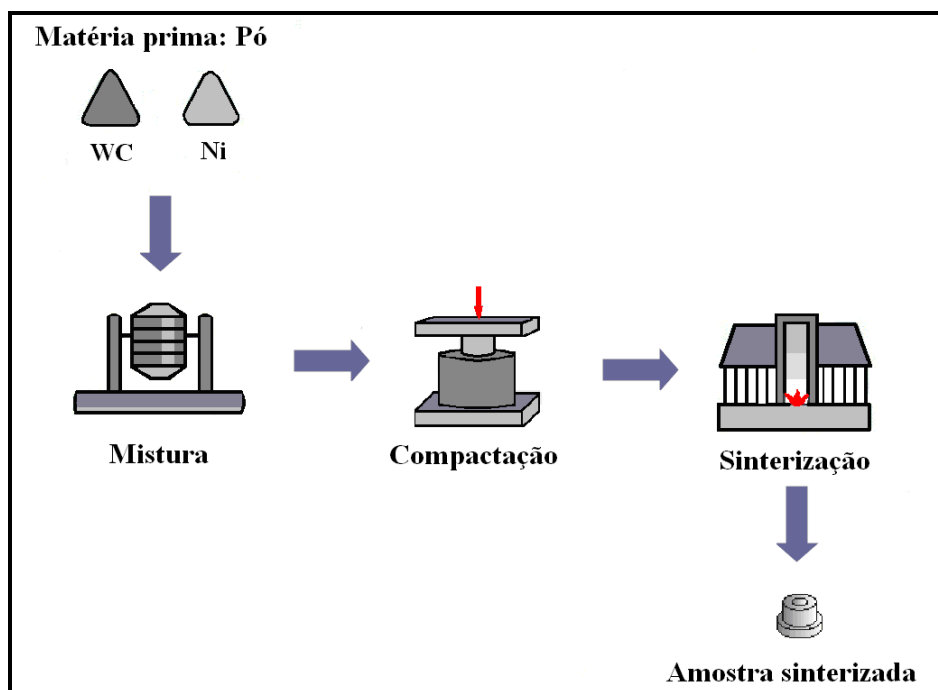 Matéria prima: Pó
WC
Ni
Mistura
Compactação
Sinterização
Amostra sinterizada